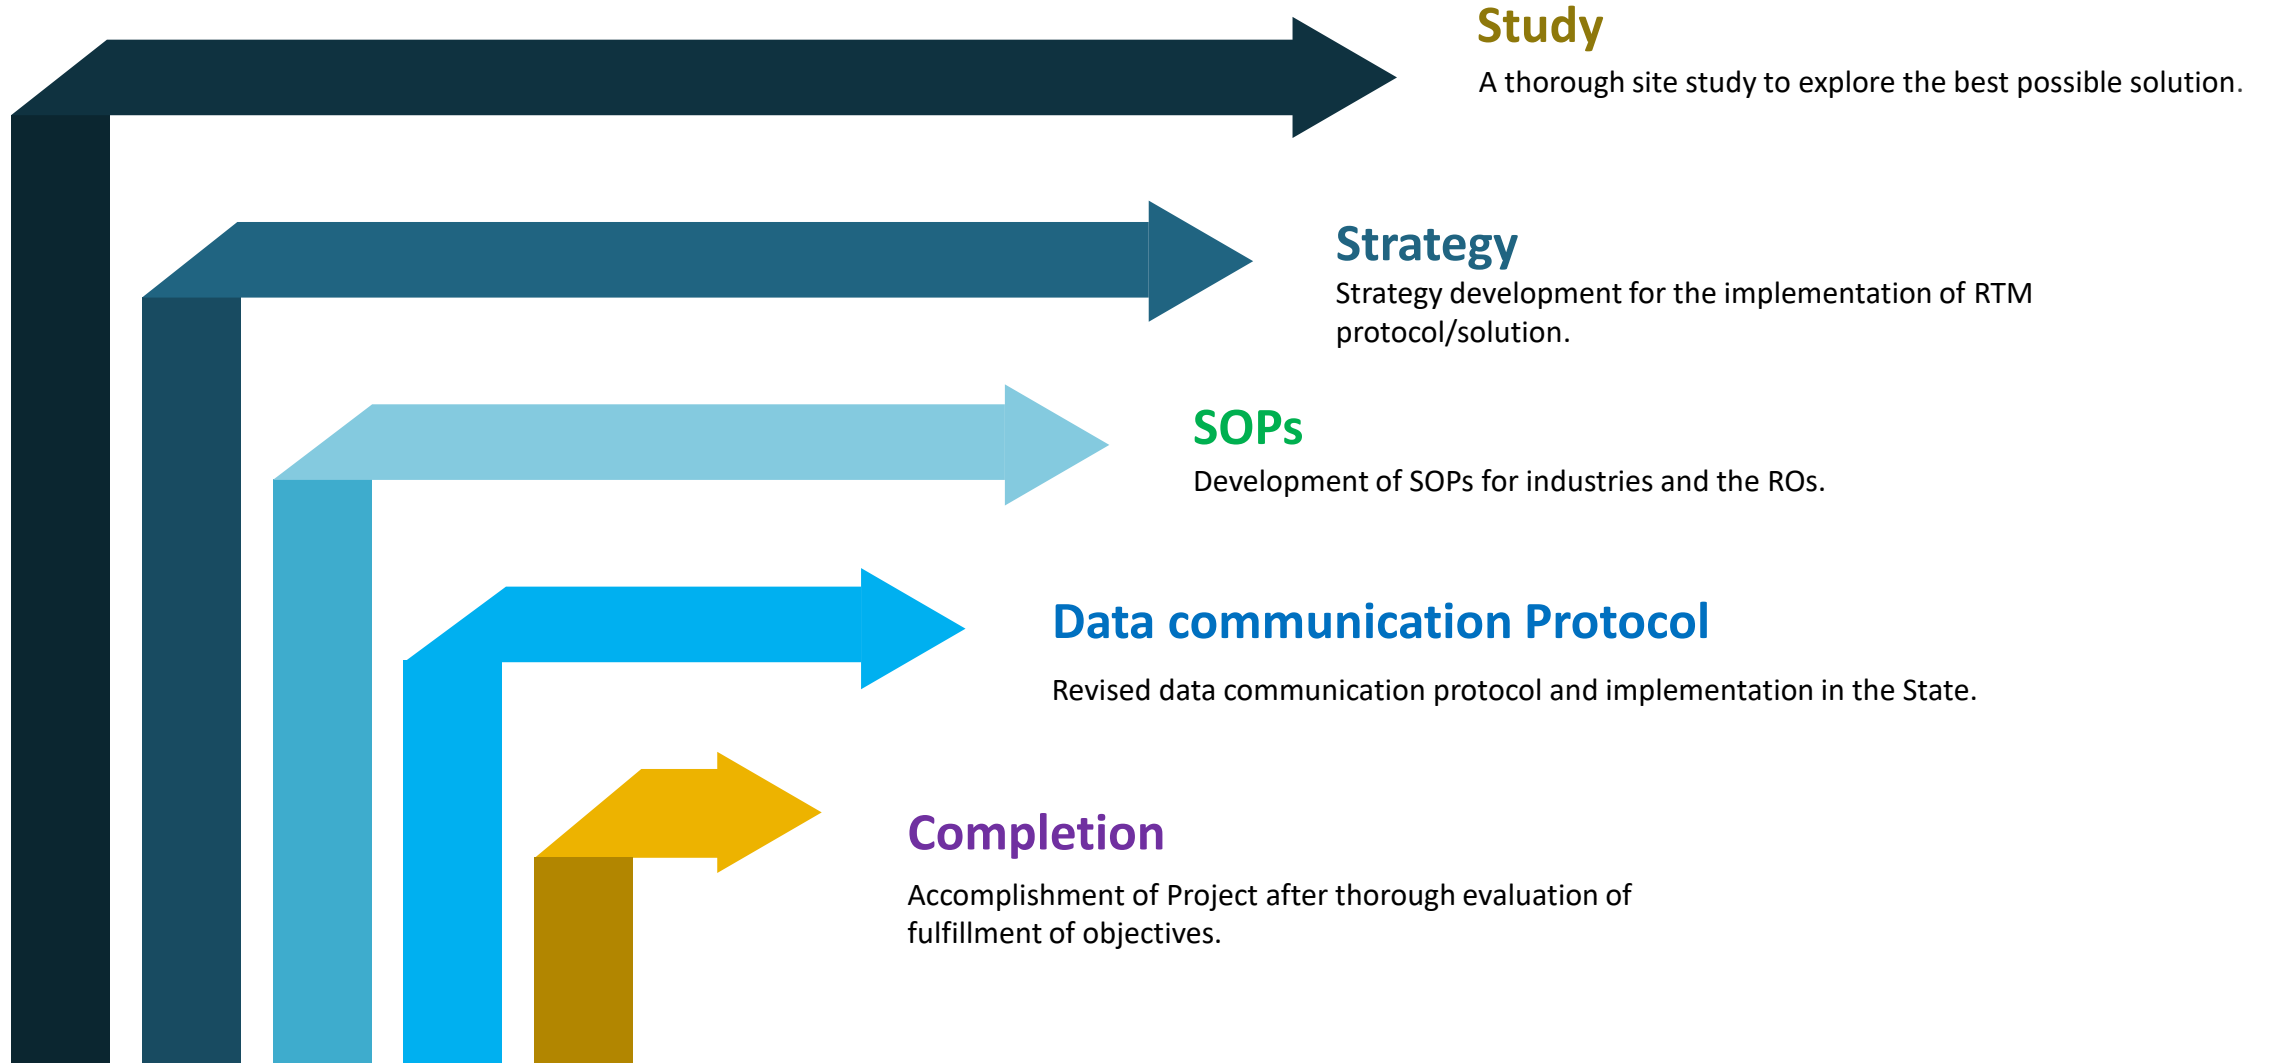 Study
A thorough site study to explore the best possible solution.
Strategy
Strategy development for the implementation of RTM
protocol/solution.
SOPs
Development of SOPs for industries and the ROs.
Data communication Protocol
Revised data communication protocol and implementation in the State.
Completion
Accomplishment of Project after thorough evaluation of
fulfillment of objectives.